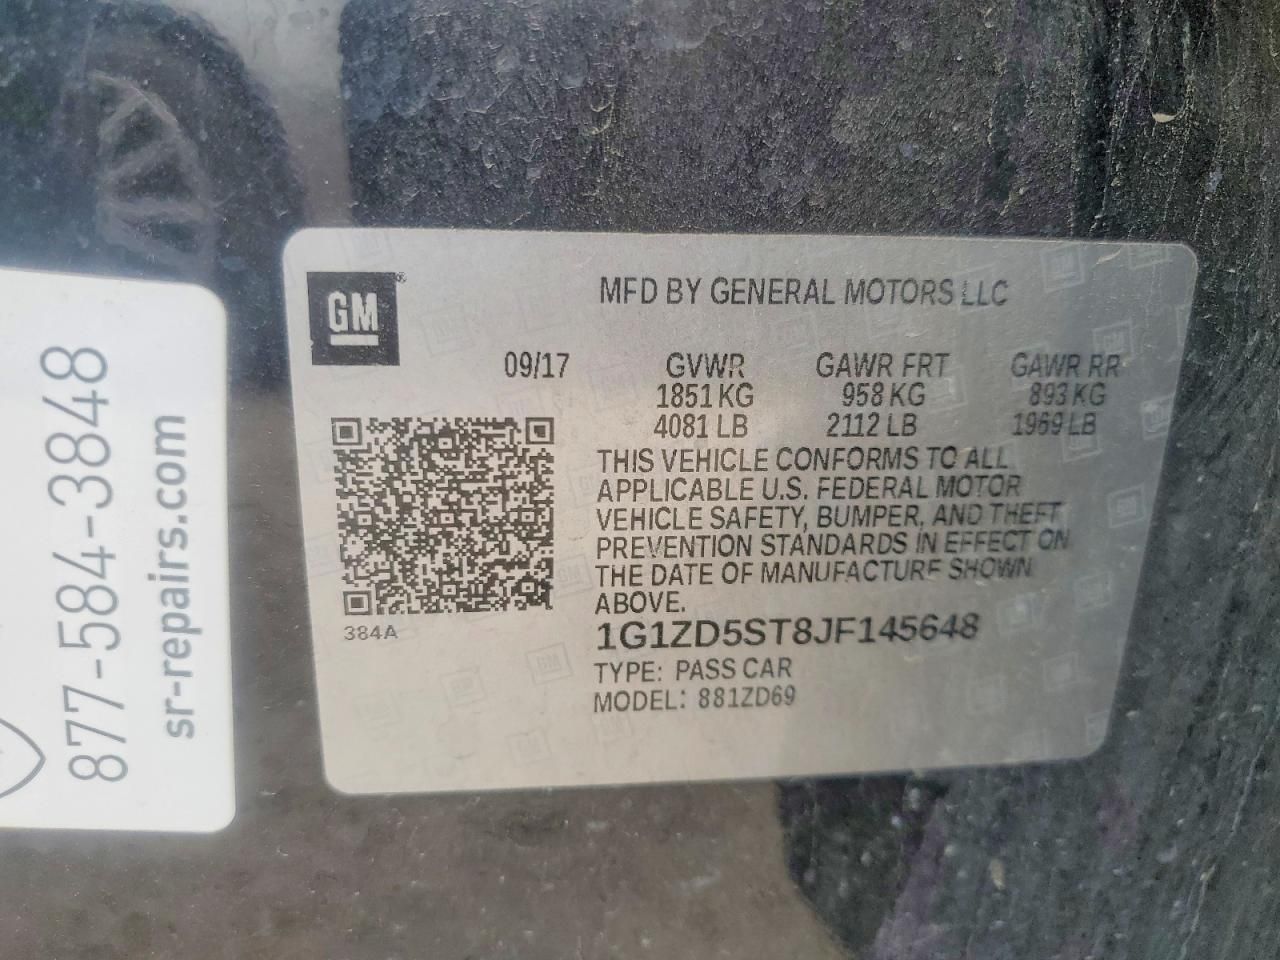 GM
MFD BY GENERAL MOTORS LLC
09/17 GVWR GAWR FRT GAWR RR
1851 KG 958 KG 893 KG
4081 LB 2112 LB 1969 LB
THIS VEHICLE CONFORMS TO ALL
APPLICABLE U.S. FEDERAL MOTOR
VEHICLE SAFETY, BUMPER, AND THEFT
PREVENTION STANDARDS IN EFFECT ON
THE DATE OF MANUFACTURE SHOWN
ABOVE.
384A
1G1ZD5ST8JF145648
TYPE: PASS CAR
MODEL: 881ZD69
877-584-3848
sr-repairs.com